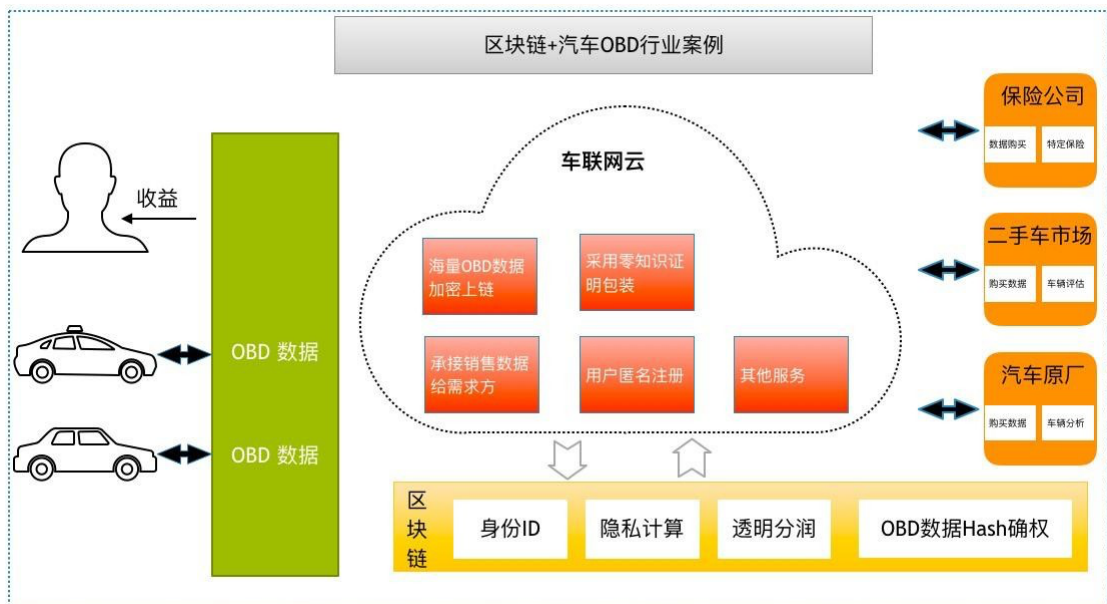 区块链+汽车OBD行业案例
收益
OBD 数据
OBD 数据
车联网云
海量OBD数据
加密上链
采用零知识证
明包装
承接销售数据
给需求方
用户匿名注册
其他服务
保险公司
数据购买
特定保险
二手车市场
购买数据
车辆评估
汽车原厂
购买数据
车辆分析
区
块
链
身份ID
隐私计算
透明分润
OBD数据Hash确权